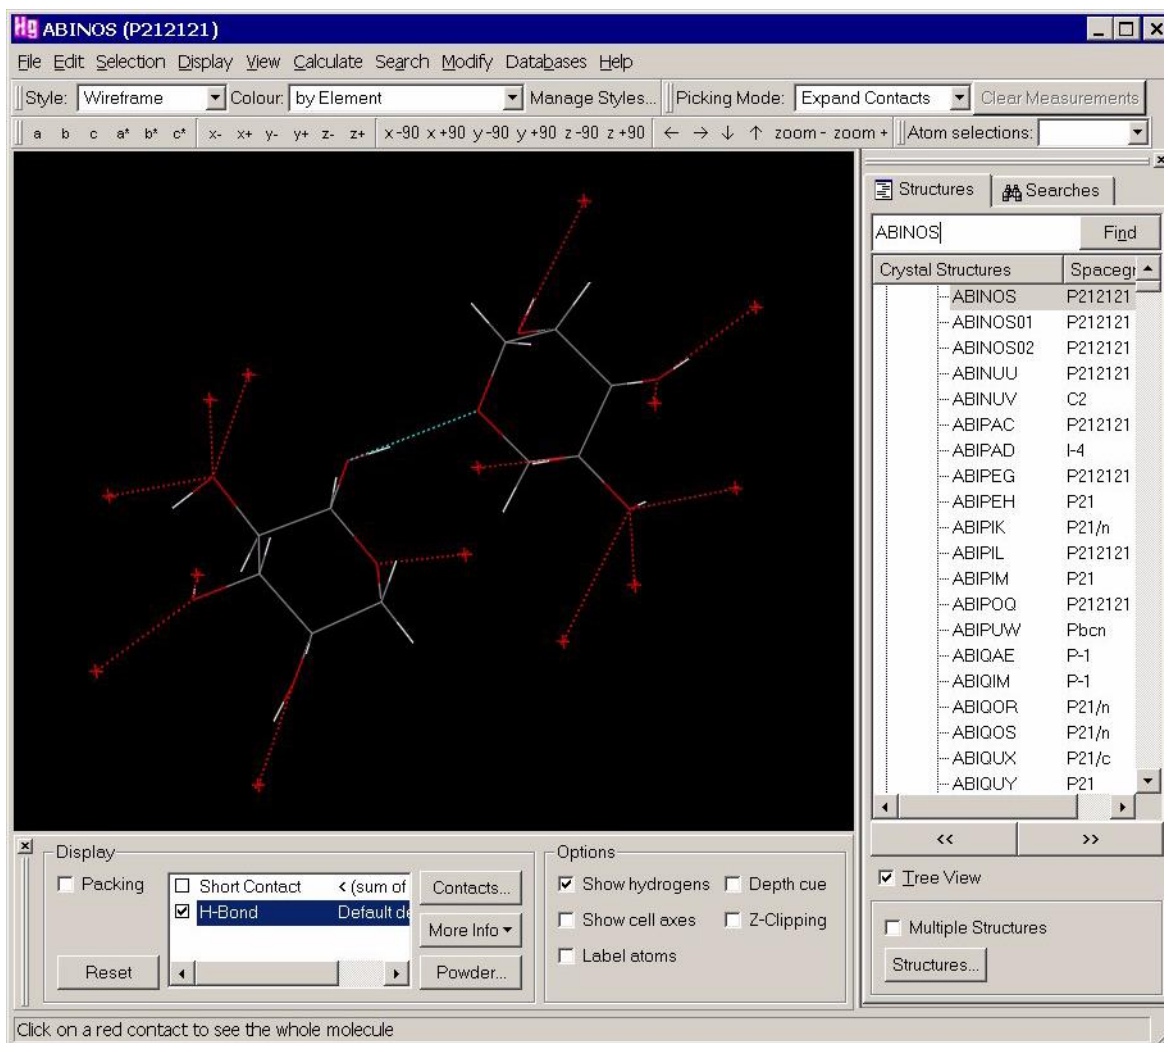 Hg ABINOS (P212121)
File Edit Selection Display View Calculate Search Modify Databases Help
Style: Wireframe Colour: by Element Manage Styles... Picking Mode: Expand Contacts Clear Measurements
a b c a* b* c* x- x+ y- y+ z- z+ x-90 x+90 y-90 y+90 z-90 z+90 ← → ↓ ↑ zoom- zoom+ Atom selections:
Structures Searches
ABINOS Find
Crystal Structures Spacegr
ABINOS P212121
ABINOS01 P212121
ABINOS02 P212121
ABINUU P212121
ABINUV C2
ABIPAC P212121
ABIPAD I-4
ABIPEG P212121
ABIPEH P21
ABIPIK P21/n
ABIPIL P212121
ABIPIM P21
ABIPOQ P212121
ABIPUW Pbcn
ABIQAE P-1
ABIQIM P-1
ABIQOR P21/n
ABIQOS P21/n
ABIQUX P21/c
ABIQUY P21
<< >>
Tree View
Multiple Structures
Structures...
Display
Packing
Short Contact < (sum of
H-Bond Default de
Contacts...
More Info
Reset
Powder...
Options
Show hydrogens Depth cue
Show cell axes Z-Clipping
Label atoms
Click on a red contact to see the whole molecule